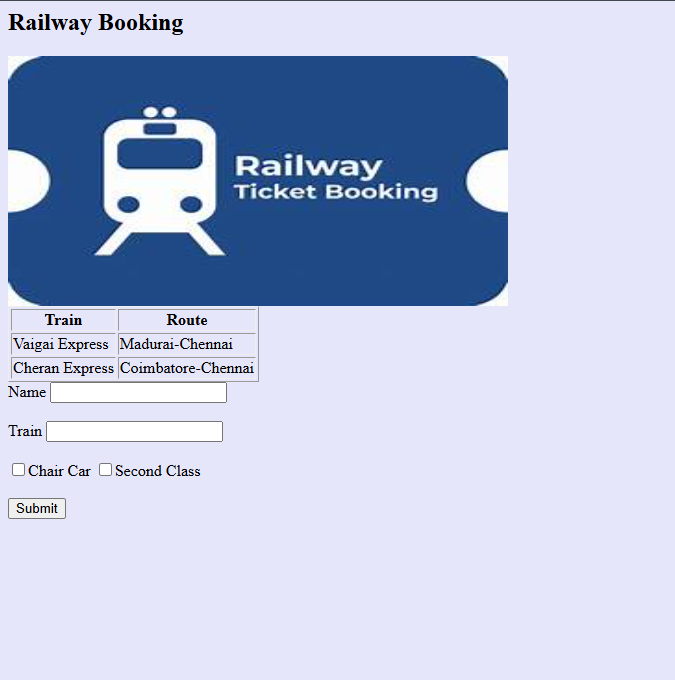 Railway Booking
Railway
Ticket Booking
Train Route
Vaigai Express Madurai-Chennai
Cheran Express Coimbatore-Chennai
Name
Train
Chair Car Second Class
Submit